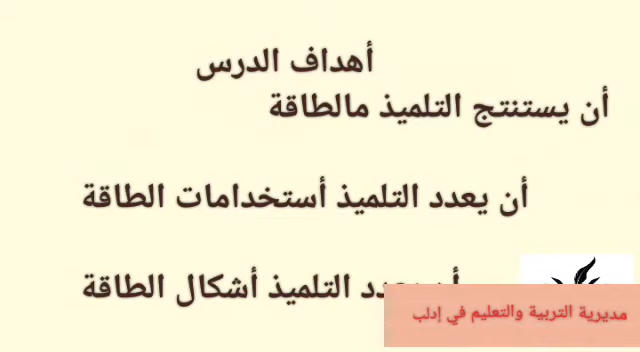 أهداف الدرس
أن يستنتج التلميذ مالطاقة
أن يعدد التلميذ أستخدامات الطاقة
أن يعدد التلميذ أشكال الطاقة
مديرية التربية والتعليم في إدلب